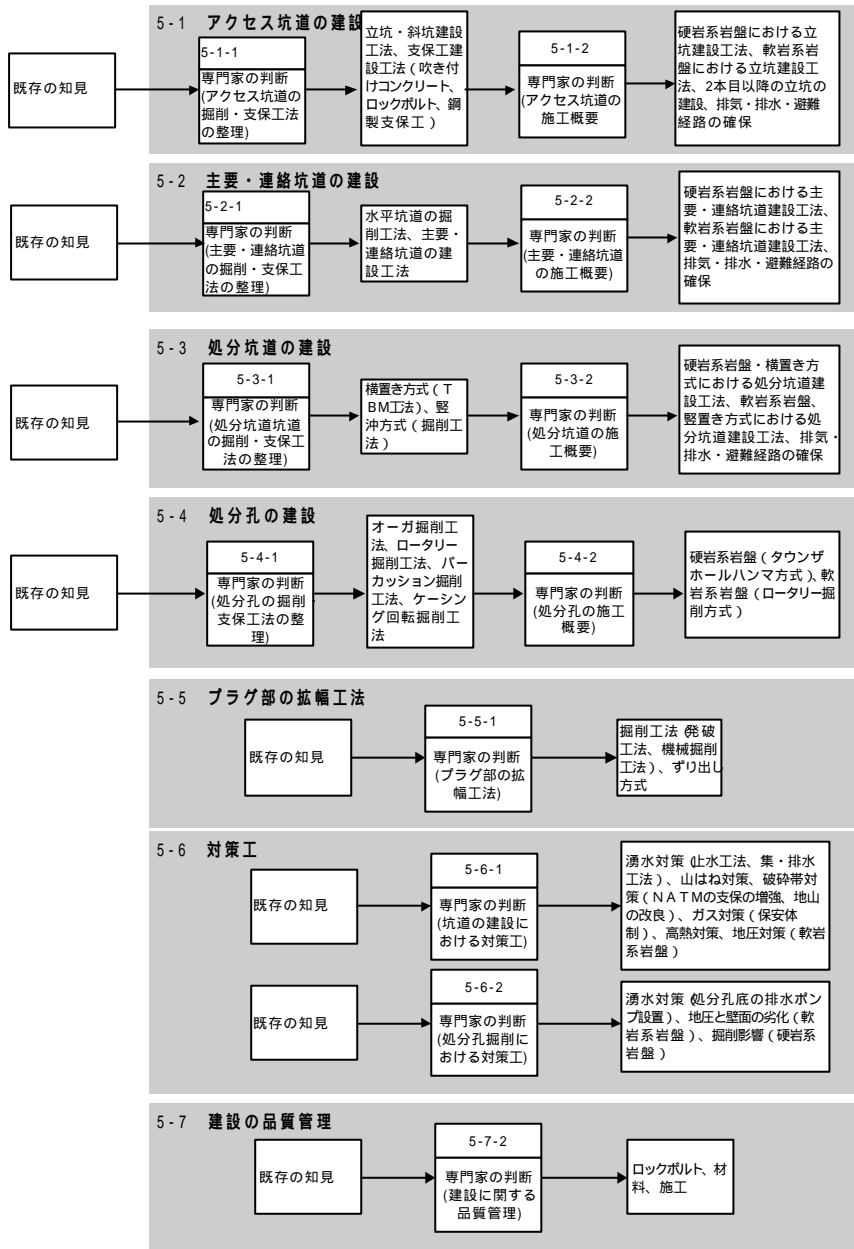 5-1 アクセス坑道の建設
既存の知見
5-1-1
専門家の判断
(アクセス坑道の
掘削・支保工法
の整理)
立坑・斜坑建設
工法、支保工建
設工法(吹き付
けコンクリート、
ロックボルト、鋼
製支保工)
5-1-2
専門家の判断
(アクセス坑道の
施工概要)
硬岩系岩盤における立
坑建設工法、軟岩系岩
盤における立坑建設工
法、2本目以降の立坑の
建設、排気・排水・避難
経路の確保
5-2 主要・連絡坑道の建設
既存の知見
5-2-1
専門家の判断
(主要・連絡坑道
の掘削・支保工
法の整理)
水平坑道の掘
削工法、主要・
連絡坑道の建
設工法
5-2-2
専門家の判断
(主要・連絡坑道
の施工概要)
硬岩系岩盤における主
要・連絡坑道建設工法、
軟岩系岩盤における主
要・連絡坑道建設工法、
排気・排水・避難経路の
確保
5-3 処分坑道の建設
既存の知見
5-3-1
専門家の判断
(処分坑道坑道
の掘削・支保工
法の整理)
横置き方式(T
BM工法)、竪
沖方式(掘削工
法)
5-3-2
専門家の判断
(処分坑道の施
工概要)
硬岩系岩盤・横置き方
式における処分坑道建
設工法、軟岩系岩盤、
竪置き方式における処
分坑道建設工法、排気・
排水・避難経路の確保
5-4 処分孔の建設
既存の知見
5-4-1
専門家の判断
(処分孔の掘削
支保工法の整
理)
オーガ掘削工
法、ロータリー
掘削工法、パー
カッション掘削
工法、ケーシン
グ回転掘削工
法
5-4-2
専門家の判断
(処分孔の施工
概要)
硬岩系岩盤(タウンザ
ホールハンマ方式)、軟
岩系岩盤(ロータリー掘
削方式)
5-5 プラグ部の拡幅工法
既存の知見
5-5-1
専門家の判断
(プラグ部の拡
幅工法)
掘削工法(発破
工法、機械掘削
工法)、ずり出し
方式
5-6 対策工
既存の知見
5-6-1
専門家の判断
(坑道の建設に
おける対策工)
湧水対策(止水工法、集・排水
工法)、山はね対策、破砕帯対
策(NATMの支保の増強、地山
の改良)、ガス対策(保安体
制)、高熱対策、地圧対策(軟岩
系岩盤)
既存の知見
5-6-2
専門家の判断
(処分孔掘削に
おける対策工)
湧水対策(処分孔底の排水ポン
プ設置)、地圧と壁面の劣化(軟
岩系岩盤)、掘削影響(硬岩系
岩盤)
5-7 建設の品質管理
既存の知見
5-7-2
専門家の判断
(建設に関する
品質管理)
ロックボルト、材
料、施工